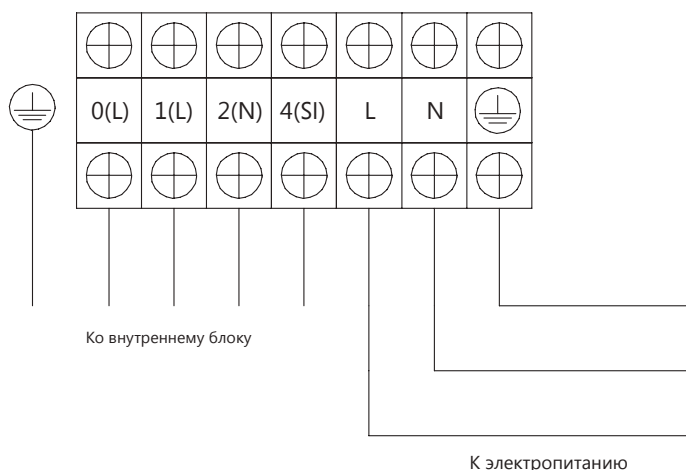 0(L) 1(L) 2(N) 4(SI) L N
Ко внутреннему блоку
К электропитанию